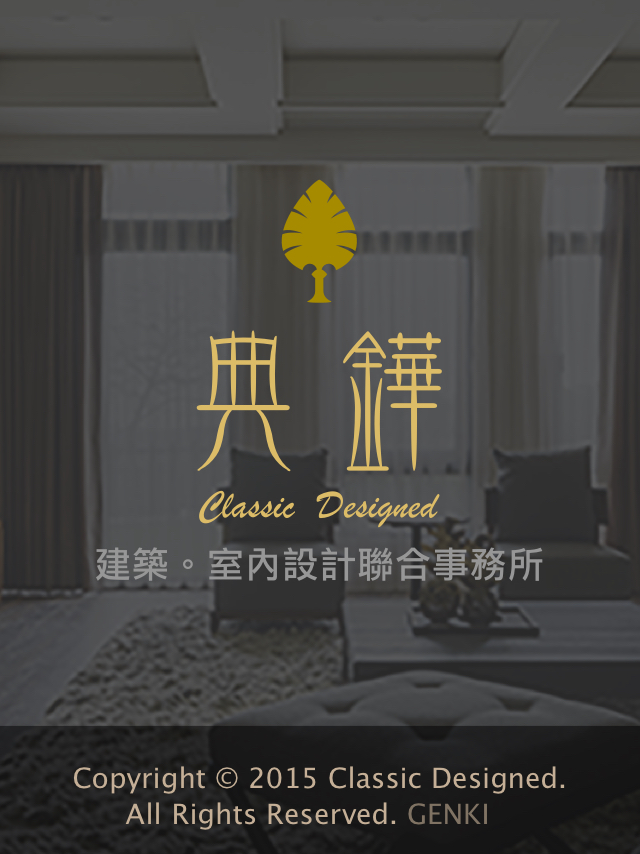 典鏵
Classic Designed
建築。室內設計聯合事務所
Copyright © 2015 Classic Designed.
All Rights Reserved. GENKI